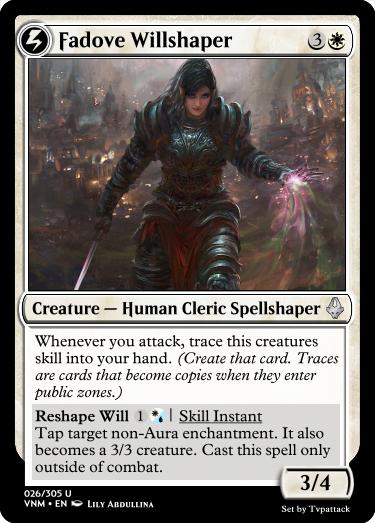 Fadove Willshaper 3
Creature — Human Cleric Spellshaper
Whenever you attack, trace this creatures
skill into your hand. (Create that card. Traces
are cards that become copies when they enter
public zones.)
Reshape Will 1 | Skill Instant
Tap target non-Aura enchantment. It also
becomes a 3/3 creature. Cast this spell only
outside of combat.
3/4
026/305 U
VNM • EN Lily Abdullina
Set by Tvpattack